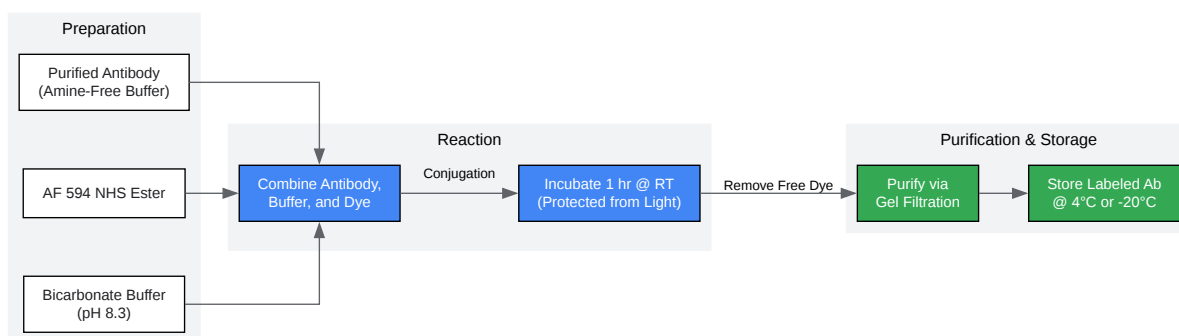 Preparation
Purified Antibody
(Amine-Free Buffer)
AF 594 NHS Ester
Bicarbonate Buffer
(pH 8.3)
Reaction
Combine Antibody,
Buffer, and Dye
Conjugation
Incubate 1 hr @ RT
(Protected from Light)
Remove Free Dye
Purification & Storage
Purify via
Gel Filtration
Store Labeled Ab
@ 4°C or -20°C